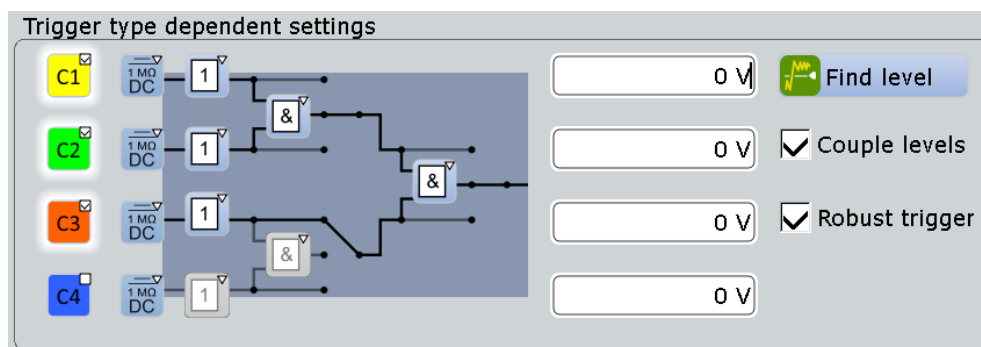 Trigger type dependent settings
C1 1 MΩ DC 1 0 V Find level
&
C2 1 MΩ DC 1 0 V Couple levels
&
C3 1 MΩ DC 1 0 V Robust trigger
&
C4 1 MΩ DC 1 0 V